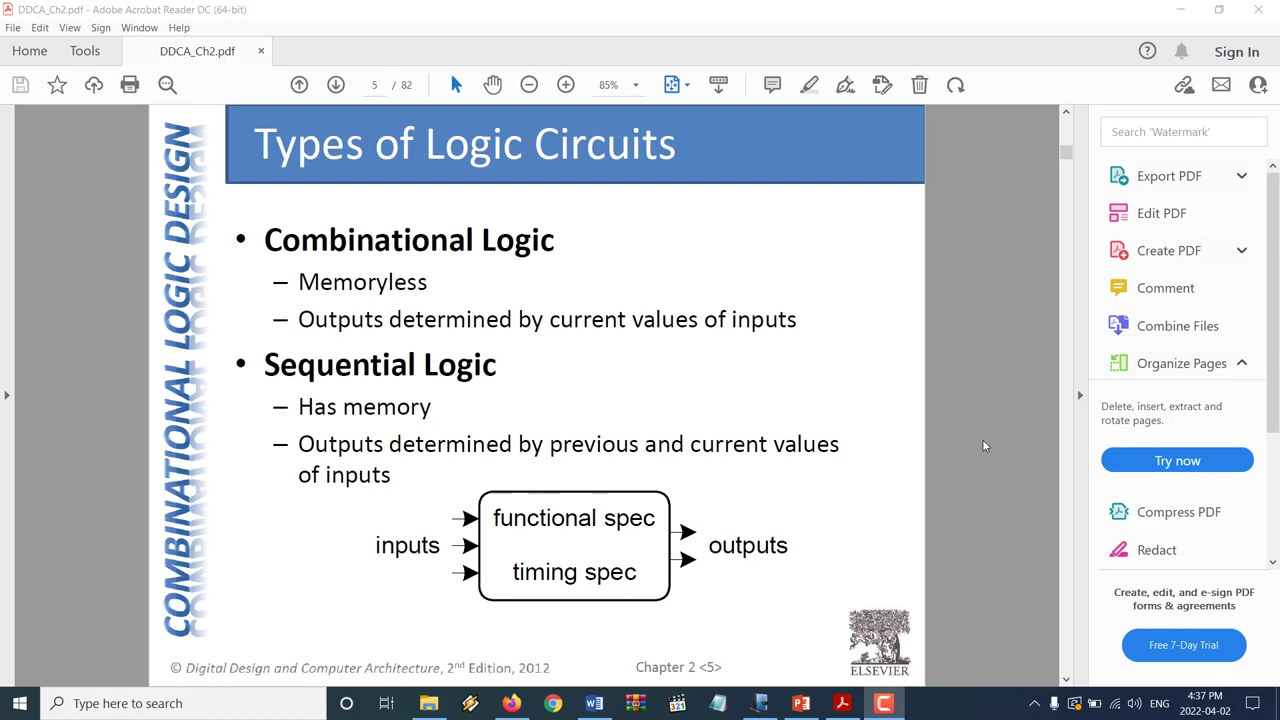 DDCA_Ch2.pdf - Adobe Acrobat Reader DC (64-bit)
File Edit View Sign Window Help
Home Tools DDCA_Ch2.pdf × Sign In
5 / 82 85%
COMBINATIONAL LOGIC DESIGN
Types of Logic Circuits
• Combinational Logic
– Memoryless
– Outputs determined by current values of inputs
• Sequential Logic
– Has memory
– Outputs determined by previous and current values
of inputs
functional spec
inputs outputs
timing spec
ELSEVIER
© Digital Design and Computer Architecture, 2nd Edition, 2012 Chapter 2 <5>
Search 'Watermark'
Export PDF
Edit PDF
Create PDF
Comment
Combine Files
Organize Pages
Delete, insert, extract and
rotate pages.
Try now
Compress PDF
Redact
Create, edit, and e-sign PDF
forms & agreements
Free 7-Day Trial
Type here to search
4:37 PM
2022-04-02